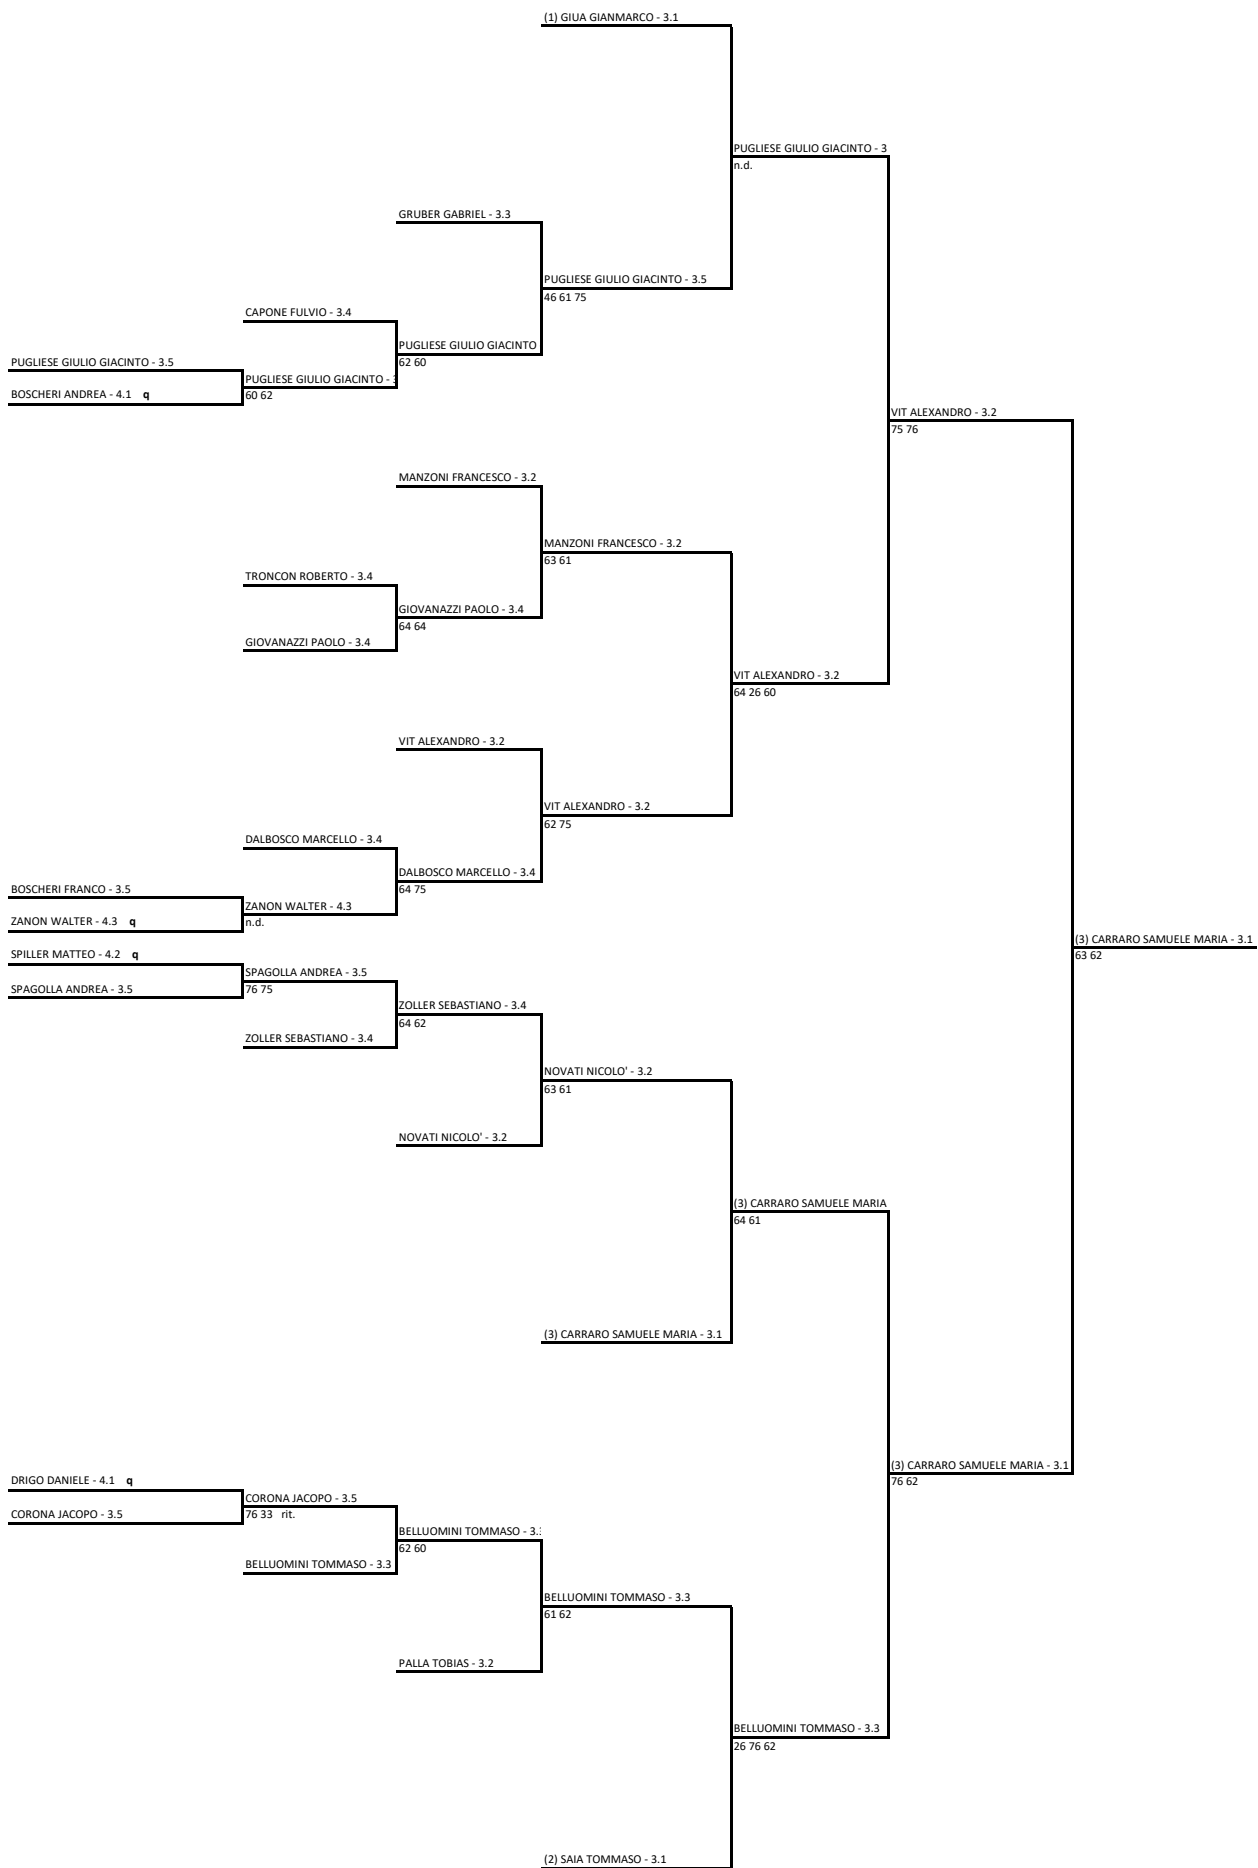 (1) GIUA GIANMARCO - 3.1
PUGLIESE GIULIO GIACINTO - 3
n.d.
GRUBER GABRIEL - 3.3
PUGLIESE GIULIO GIACINTO - 3.5
46 61 75
CAPONE FULVIO - 3.4
PUGLIESE GIULIO GIACINTO
62 60
PUGLIESE GIULIO GIACINTO - 3.5
PUGLIESE GIULIO GIACINTO - 3
60 62
BOSCHERI ANDREA - 4.1 q
VIT ALEXANDRO - 3.2
75 76
MANZONI FRANCESCO - 3.2
MANZONI FRANCESCO - 3.2
63 61
TRONCON ROBERTO - 3.4
GIOVANAZZI PAOLO - 3.4
64 64
GIOVANAZZI PAOLO - 3.4
VIT ALEXANDRO - 3.2
64 26 60
VIT ALEXANDRO - 3.2
VIT ALEXANDRO - 3.2
62 75
DALBOSCO MARCELLO - 3.4
DALBOSCO MARCELLO - 3.4
64 75
BOSCHERI FRANCO - 3.5
ZANON WALTER - 4.3
n.d.
ZANON WALTER - 4.3 q
(3) CARRARO SAMUELE MARIA - 3.1
63 62
SPILLER MATTEO - 4.2 q
SPAGOLLA ANDREA - 3.5
76 75
SPAGOLLA ANDREA - 3.5
ZOLLER SEBASTIANO - 3.4
64 62
ZOLLER SEBASTIANO - 3.4
NOVATI NICOLO' - 3.2
63 61
NOVATI NICOLO' - 3.2
(3) CARRARO SAMUELE MARIA
64 61
(3) CARRARO SAMUELE MARIA - 3.1
(3) CARRARO SAMUELE MARIA - 3.1
76 62
DRIGO DANIELE - 4.1 q
CORONA JACOPO - 3.5
76 33 rit.
CORONA JACOPO - 3.5
BELLUOMINI TOMMASO - 3.3
62 60
BELLUOMINI TOMMASO - 3.3
BELLUOMINI TOMMASO - 3.3
61 62
PALLA TOBIAS - 3.2
BELLUOMINI TOMMASO - 3.3
26 76 62
(2) SAIA TOMMASO - 3.1